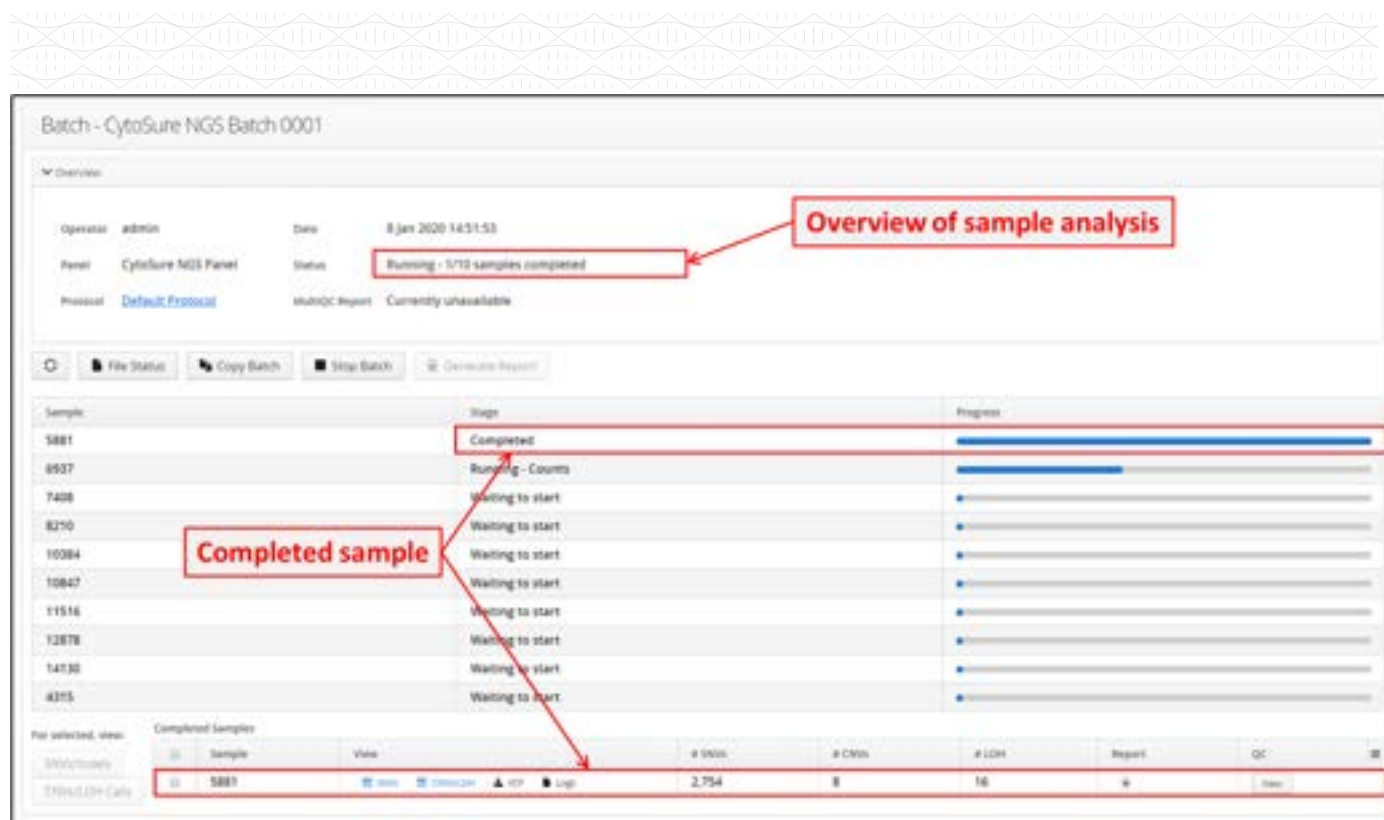 Batch - CytoSure NGS Batch 0001
Overview
Overview of sample analysis
Operator admin Date 8 Jan 2020 14:51:53
Panel CytoSure NGS Panel Status Running - 1/10 samples completed
Protocol Default Protocol MultiQC Report Currently unavailable
File Status Copy Batch Stop Batch Generate Report
Sample Stage Progress
5881 Completed
6937 Running - Counts
7408 Waiting to start
8210 Waiting to start
Completed sample
10384 Waiting to start
10847 Waiting to start
11516 Waiting to start
12878 Waiting to start
14130 Waiting to start
4315 Waiting to start
For selected, view: Completed Samples
Sample View # SNVs # CNVs # LOH Report QC
5881 VCF Logs 2,754 8 16 View
CNVs/LOH Calls